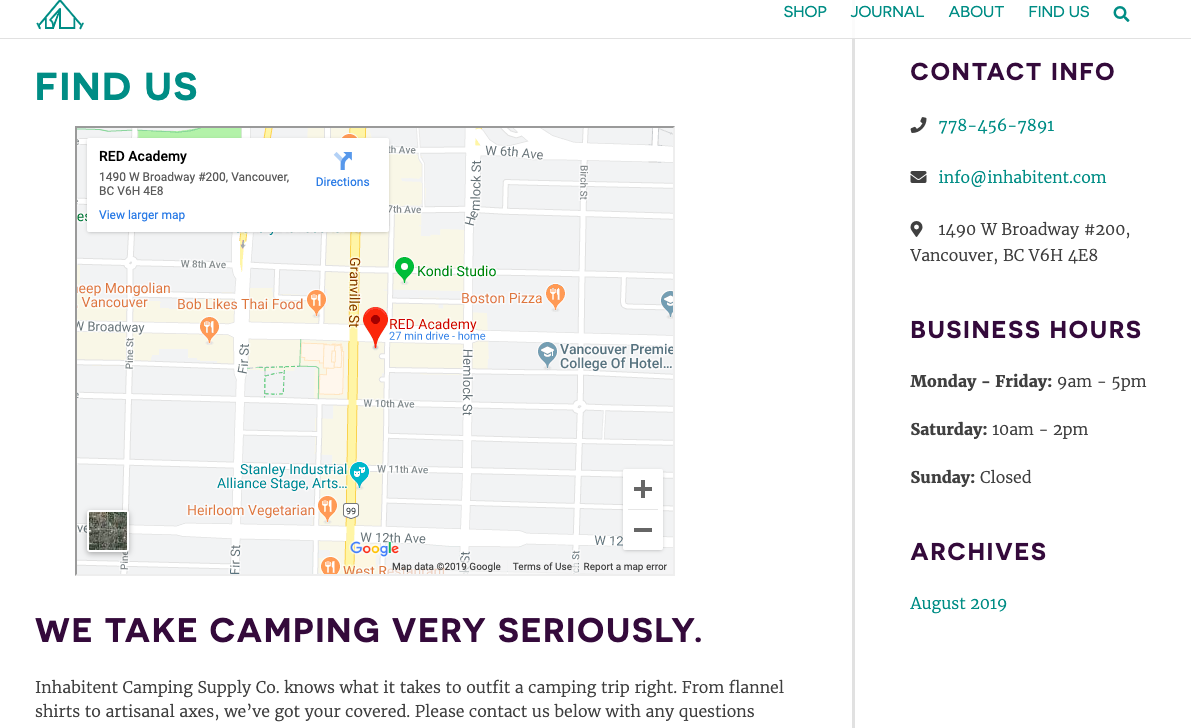 SHOP JOURNAL ABOUT FIND US
FIND US
RED Academy
1490 W Broadway #200, Vancouver,
BC V6H 4E8
Directions
View larger map
th Ave
W 6th Ave
Birch St
Hemlock St
7th Ave
W 8th Ave
Granville St
Kondi Studio
eep Mongolian
Vancouver
Bob Likes Thai Food
Boston Pizza
W Broadway
RED Academy
27 min drive - home
Pine St
Fir St
Hemlock St
Vancouver Premie
College Of Hotel...
W 10th Ave
Stanley Industrial
Alliance Stage, Arts...
W 11th Ave
Heirloom Vegetarian
99
W 12th Ave
W 12
Fir St
Google
Map data ©2019 Google Terms of Use Report a map error
WE TAKE CAMPING VERY SERIOUSLY.
Inhabitent Camping Supply Co. knows what it takes to outfit a camping trip right. From flannel
shirts to artisanal axes, we’ve got your covered. Please contact us below with any questions
CONTACT INFO
778-456-7891
info@inhabitent.com
1490 W Broadway #200,
Vancouver, BC V6H 4E8
BUSINESS HOURS
Monday - Friday: 9am - 5pm
Saturday: 10am - 2pm
Sunday: Closed
ARCHIVES
August 2019